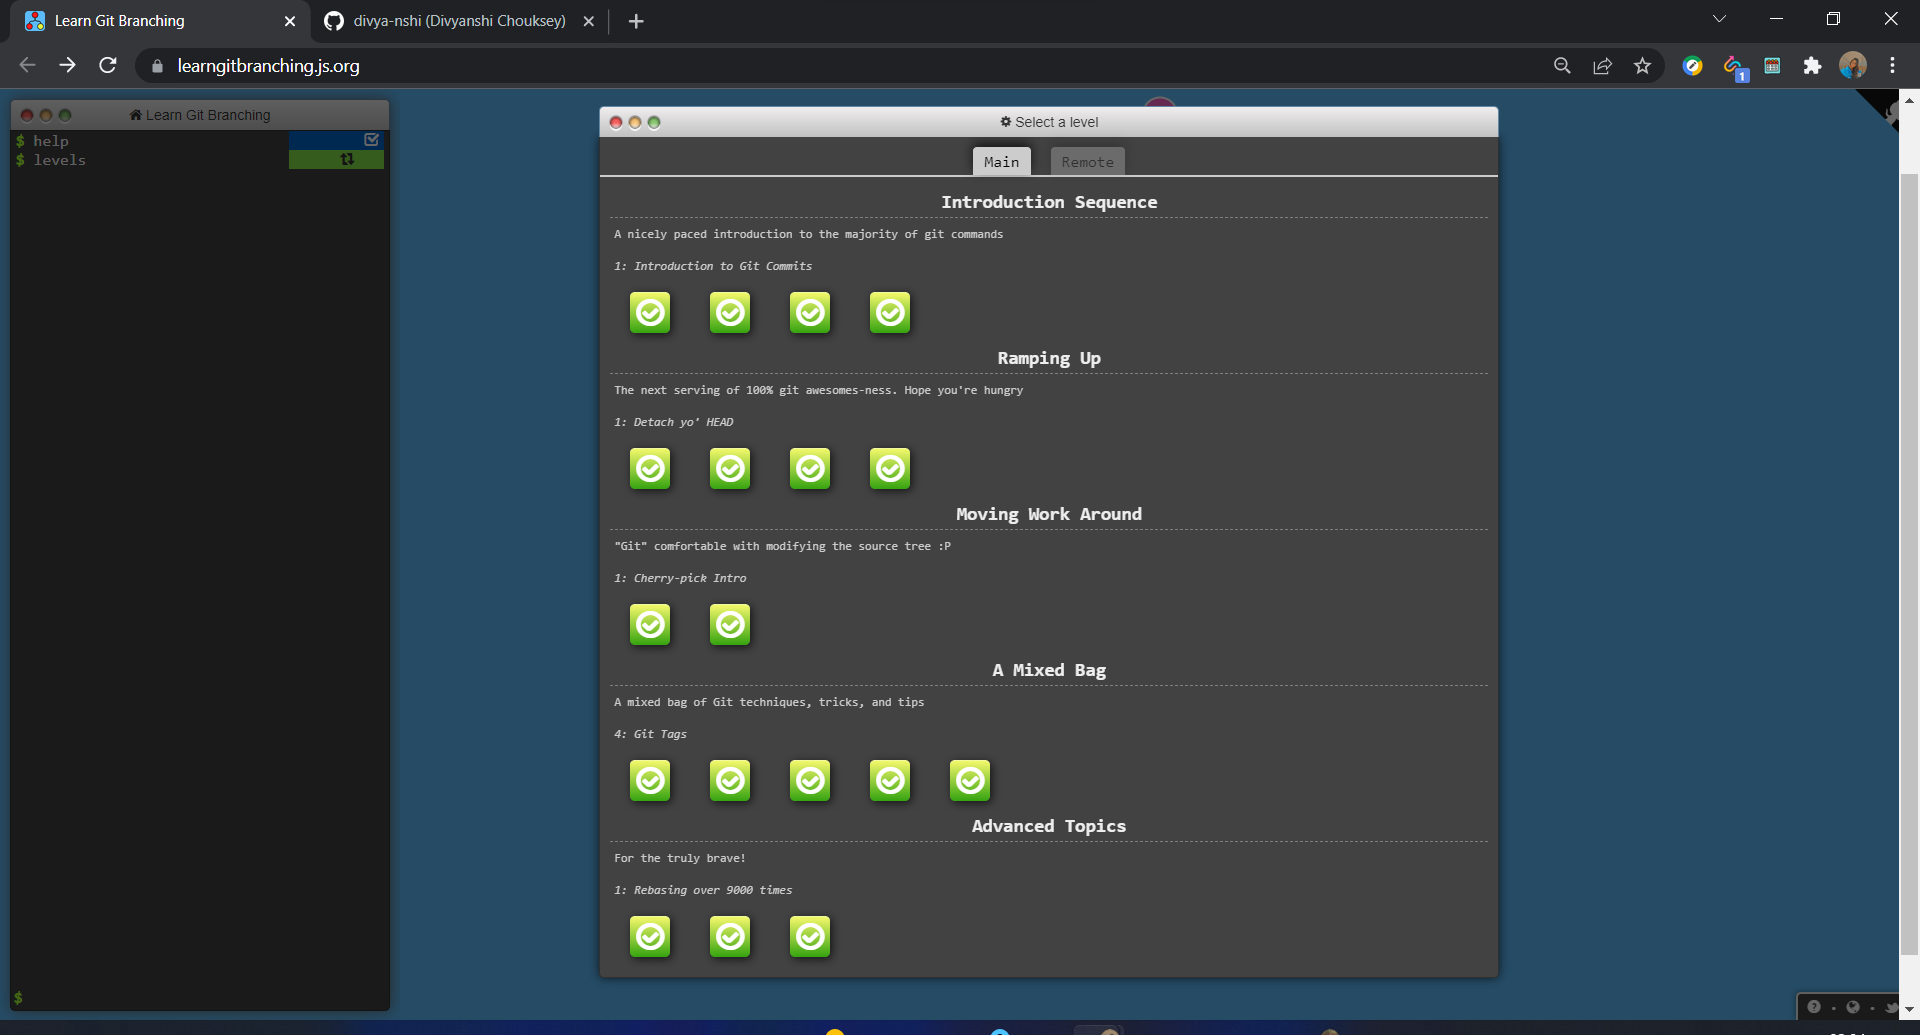 Learn Git Branching
divya-nshi (Divyanshi Chouksey)
learngitbranching.js.org
1
Learn Git Branching
$ help
$ levels
$
Select a level
Main
Remote
Introduction Sequence
A nicely paced introduction to the majority of git commands
1: Introduction to Git Commits
Ramping Up
The next serving of 100% git awesomes-ness. Hope you're hungry
1: Detach yo' HEAD
Moving Work Around
"Git" comfortable with modifying the source tree :P
1: Cherry-pick Intro
A Mixed Bag
A mixed bag of Git techniques, tricks, and tips
4: Git Tags
Advanced Topics
For the truly brave!
1: Rebasing over 9000 times